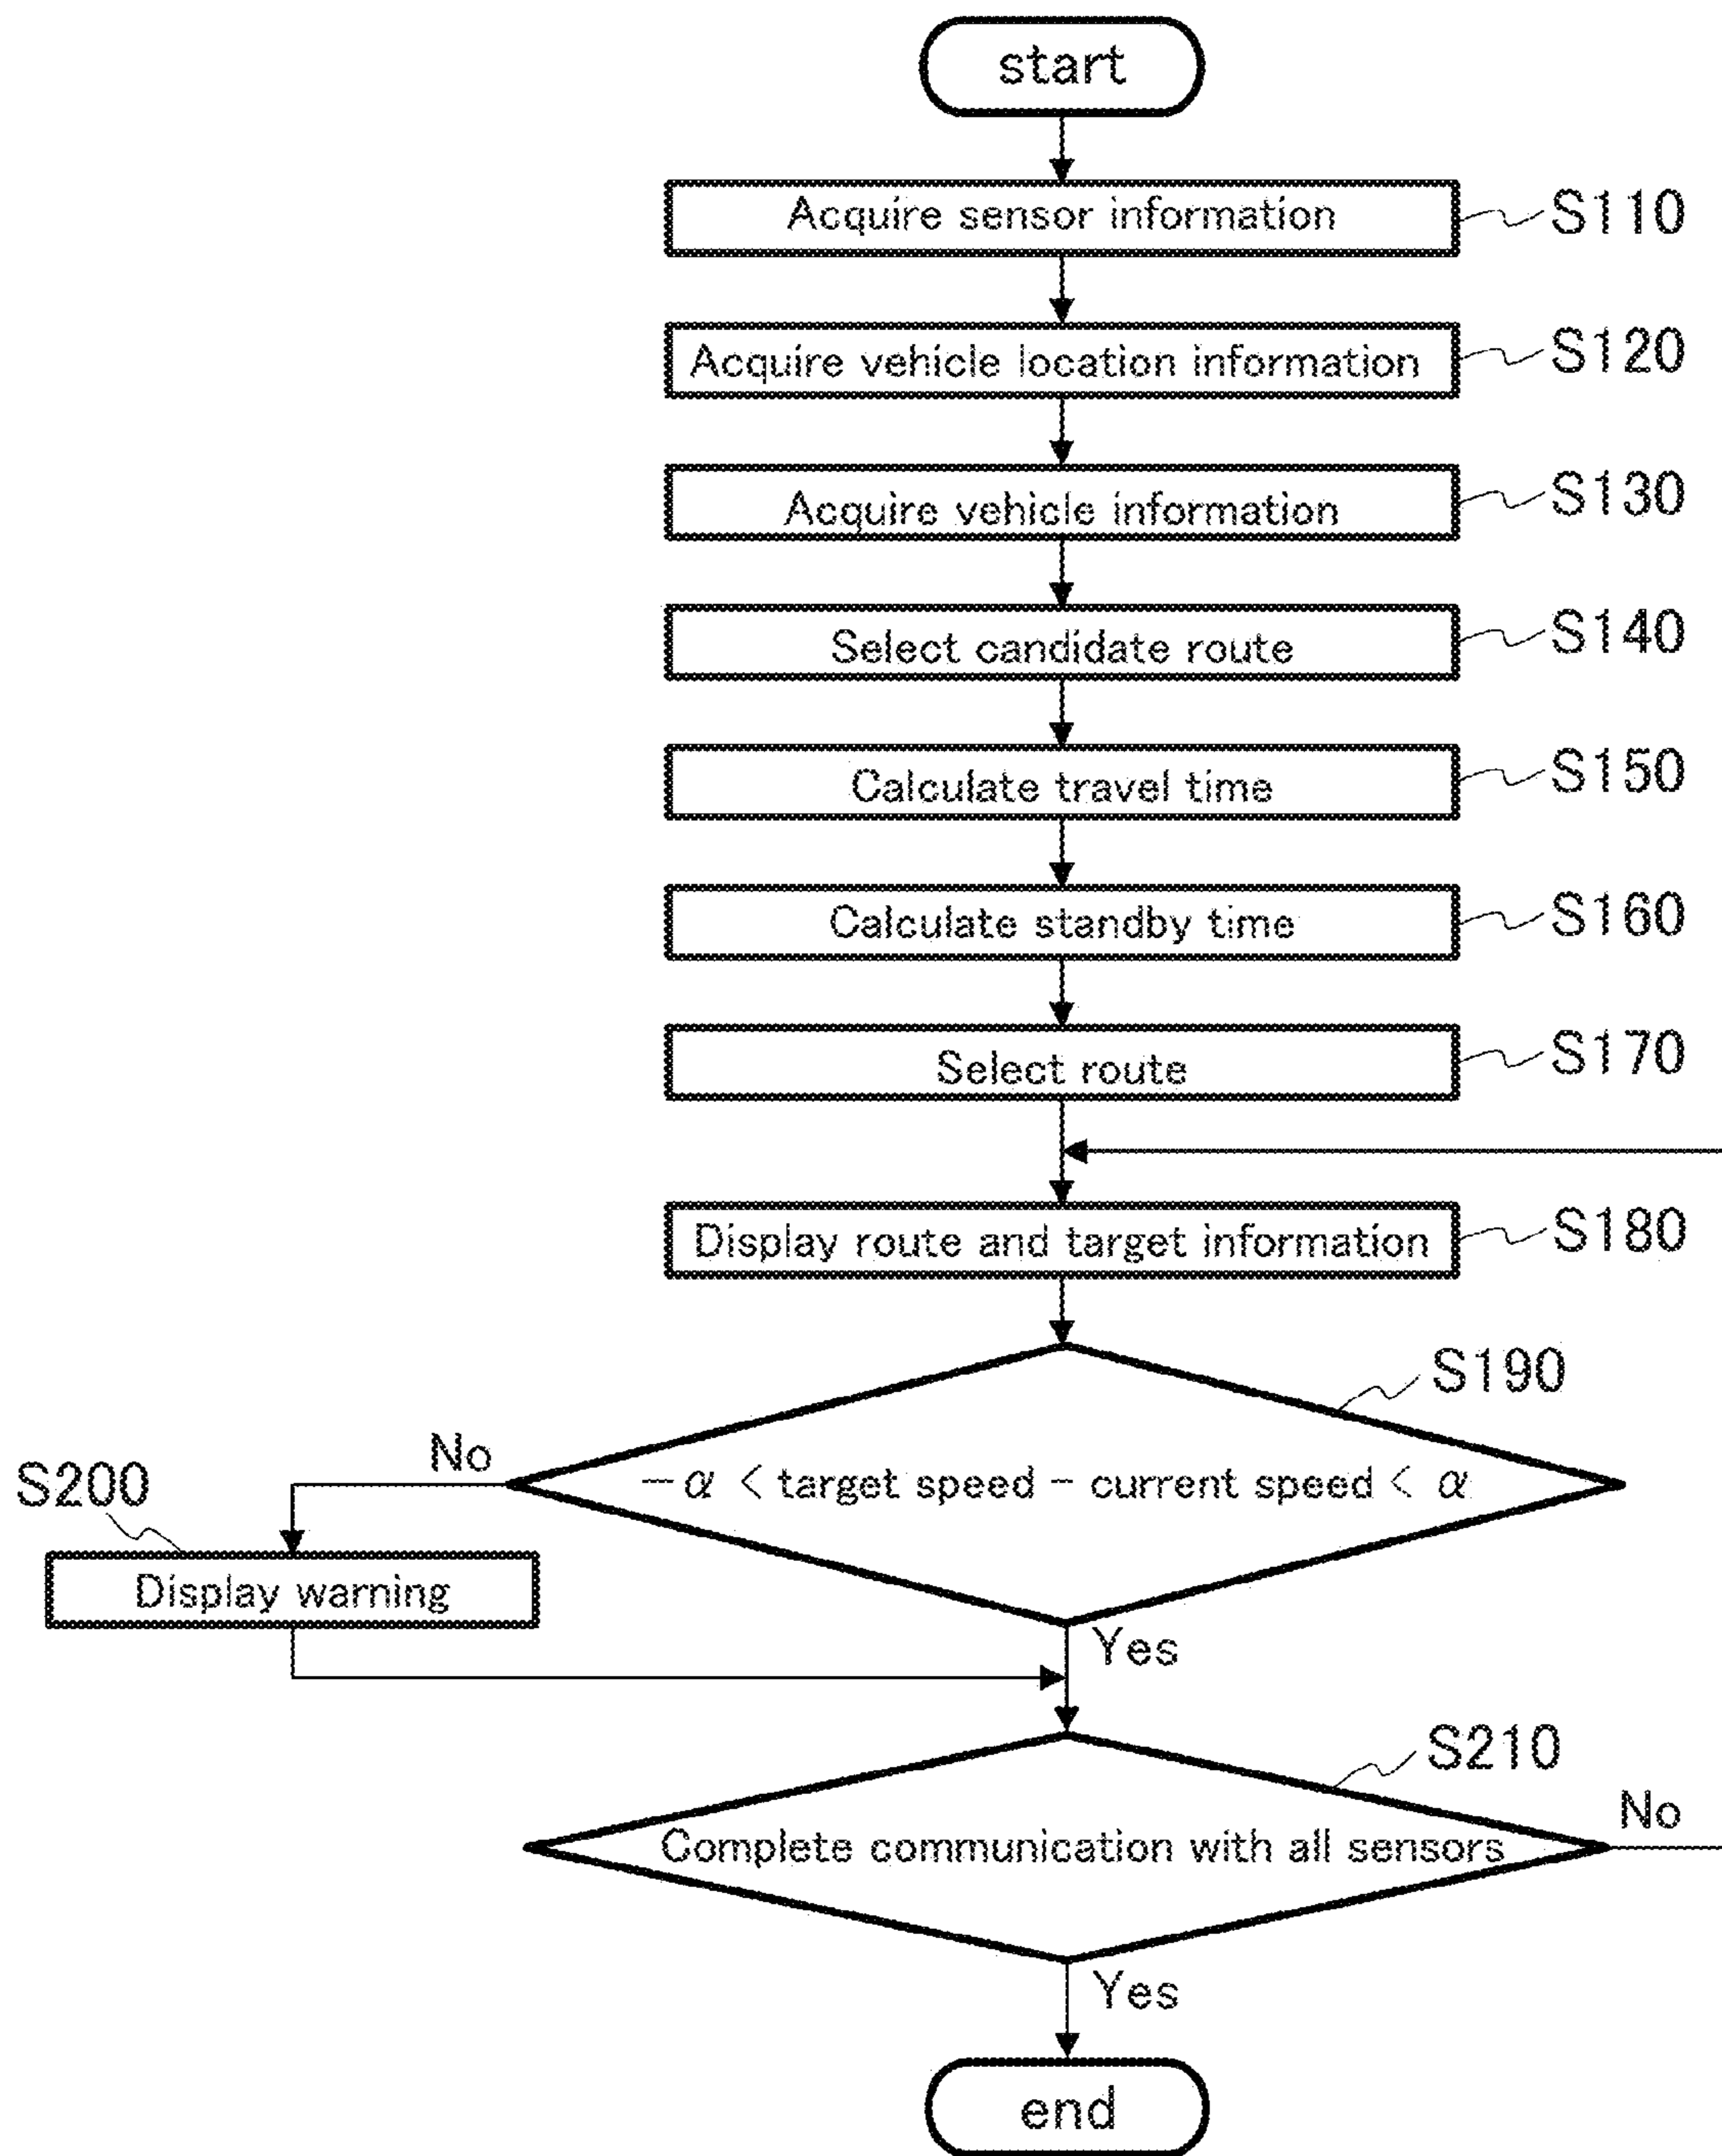 start
Acquire sensor information
S110
Acquire vehicle location information
S120
Acquire vehicle information
S130
Select candidate route
S140
Calculate travel time
S150
Calculate standby time
S160
Select route
S170
Display route and target information
S180
S190
No
S200
−α < target speed − current speed < α
Display warning
Yes
S210
No
Complete communication with all sensors
Yes
end